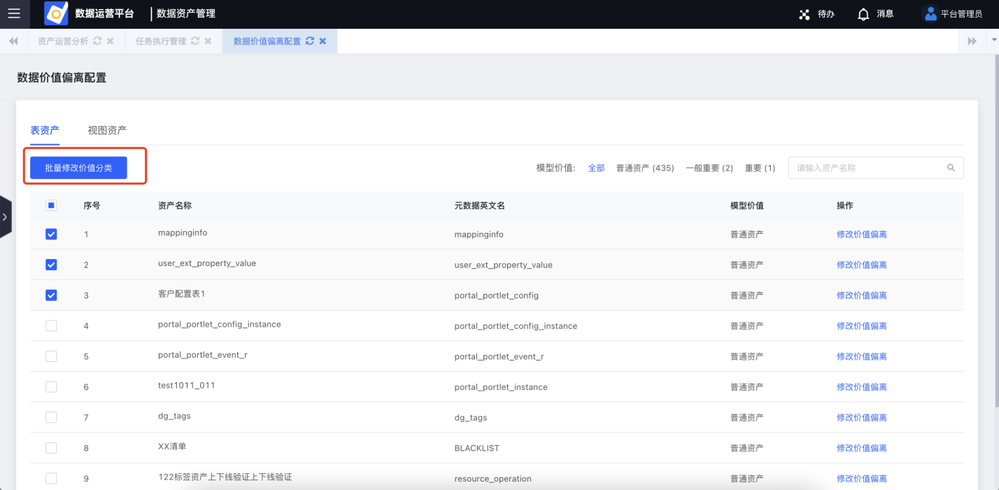 数据运营平台 数据资产管理 待办 消息 平台管理员
资产运营分析 任务执行管理 数据价值偏离配置
数据价值偏离配置
表资产 视图资产
批量修改价值分类 模型价值: 全部 普通资产 (435) 一般重要 (2) 重要 (1) 请输入资产名称
序号 资产名称 元数据英文名 模型价值 操作
1 mappinginfo mappinginfo 普通资产 修改价值偏离
2 user_ext_property_value user_ext_property_value 普通资产 修改价值偏离
3 客户配置表1 portal_portlet_config 普通资产 修改价值偏离
4 portal_portlet_config_instance portal_portlet_config_instance 普通资产 修改价值偏离
5 portal_portlet_event_r portal_portlet_event_r 普通资产 修改价值偏离
6 test1011_011 portal_portlet_instance 普通资产 修改价值偏离
7 dg_tags dg_tags 普通资产 修改价值偏离
8 XX清单 BLACKLIST 普通资产 修改价值偏离
9 122标签资产上下线验证上下线验证 resource_operation 普通资产 修改价值偏离